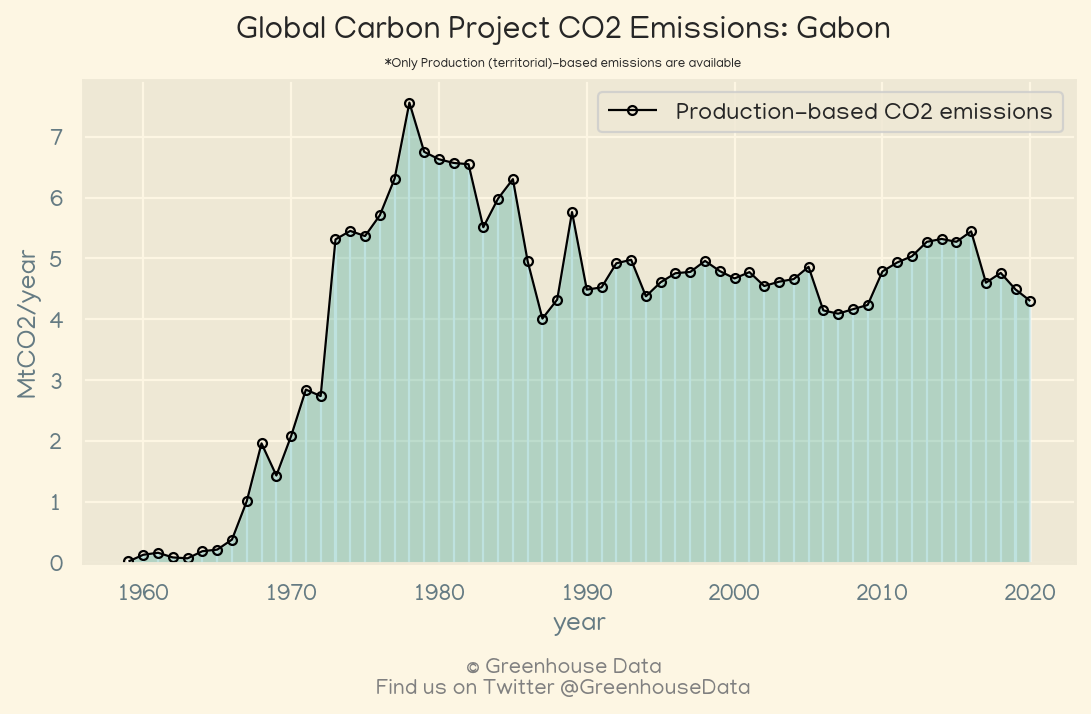 Global Carbon Project CO2 Emissions: Gabon
*Only Production (territorial)-based emissions are available
Production-based CO2 emissions
7
6
5
4
3
2
1
0
MtCO2/year
1960 1970 1980 1990 2000 2010 2020
year
© Greenhouse Data
Find us on Twitter @GreenhouseData